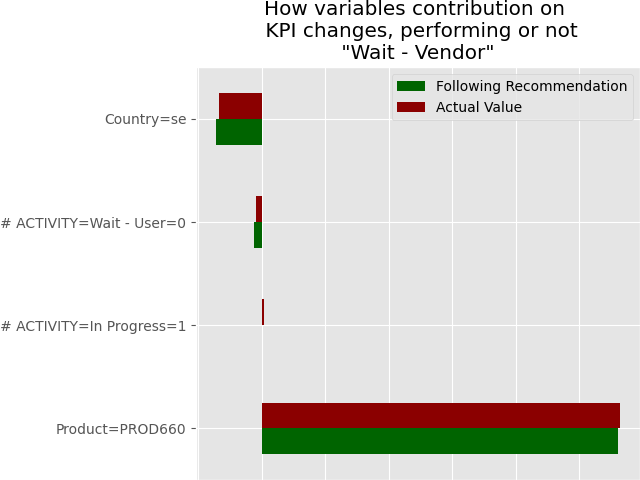 How variables contribution on
KPI changes, performing or not
"Wait - Vendor"
Following Recommendation
Actual Value
Country=se
# ACTIVITY=Wait - User=0
# ACTIVITY=In Progress=1
Product=PROD660